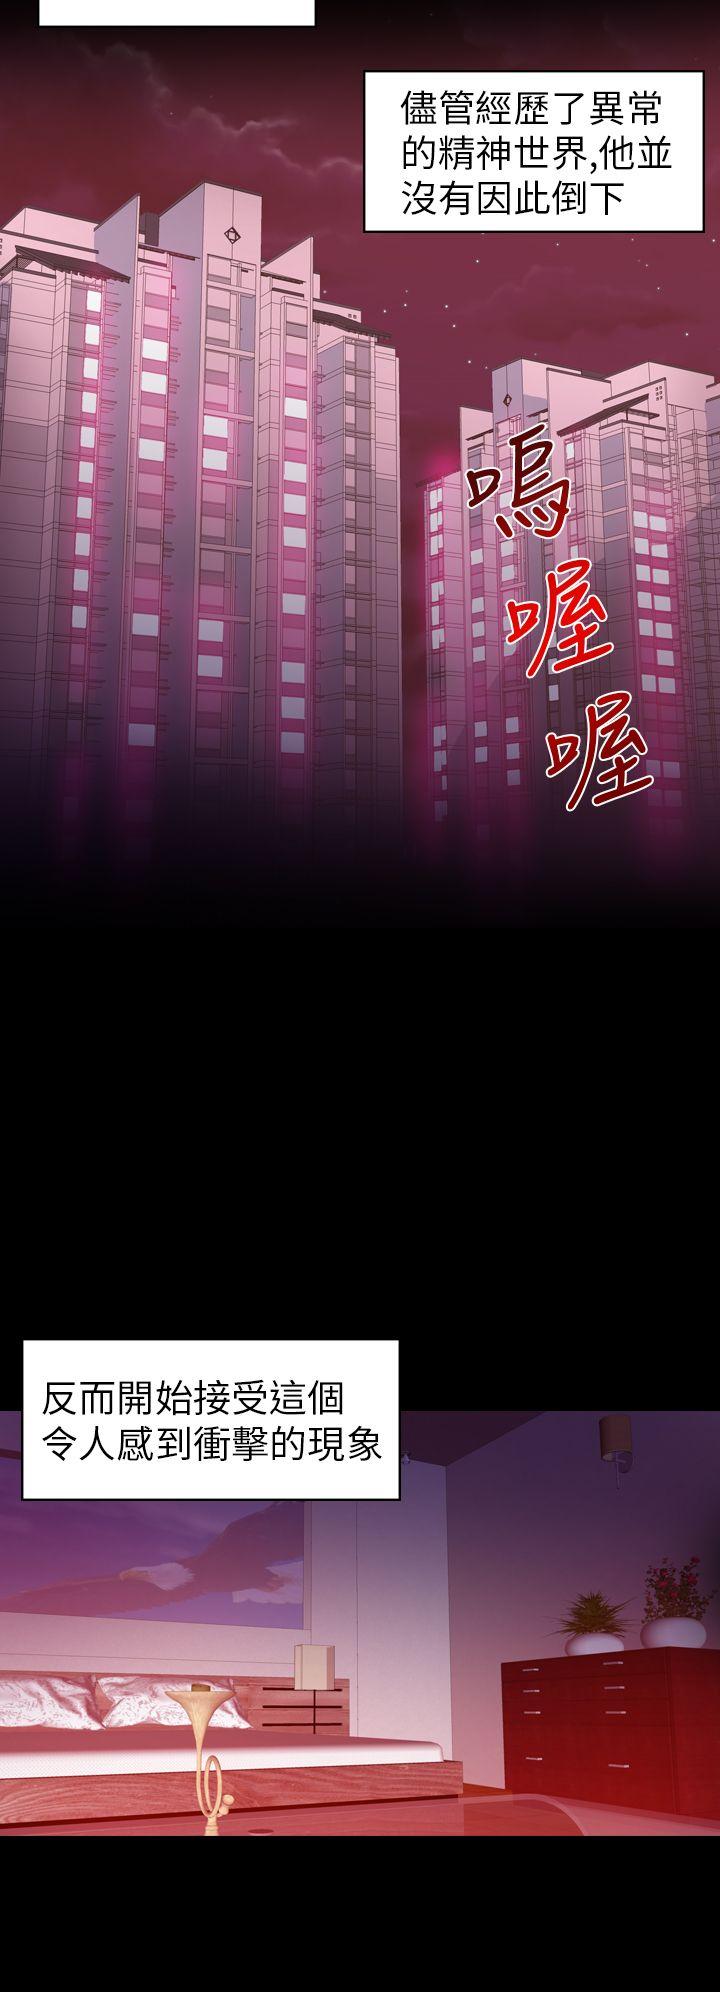 儘管經歷了異常
的精神世界,他並
沒有因此倒下
嗚
喔
喔
反而開始接受這個
令人感到衝擊的現象